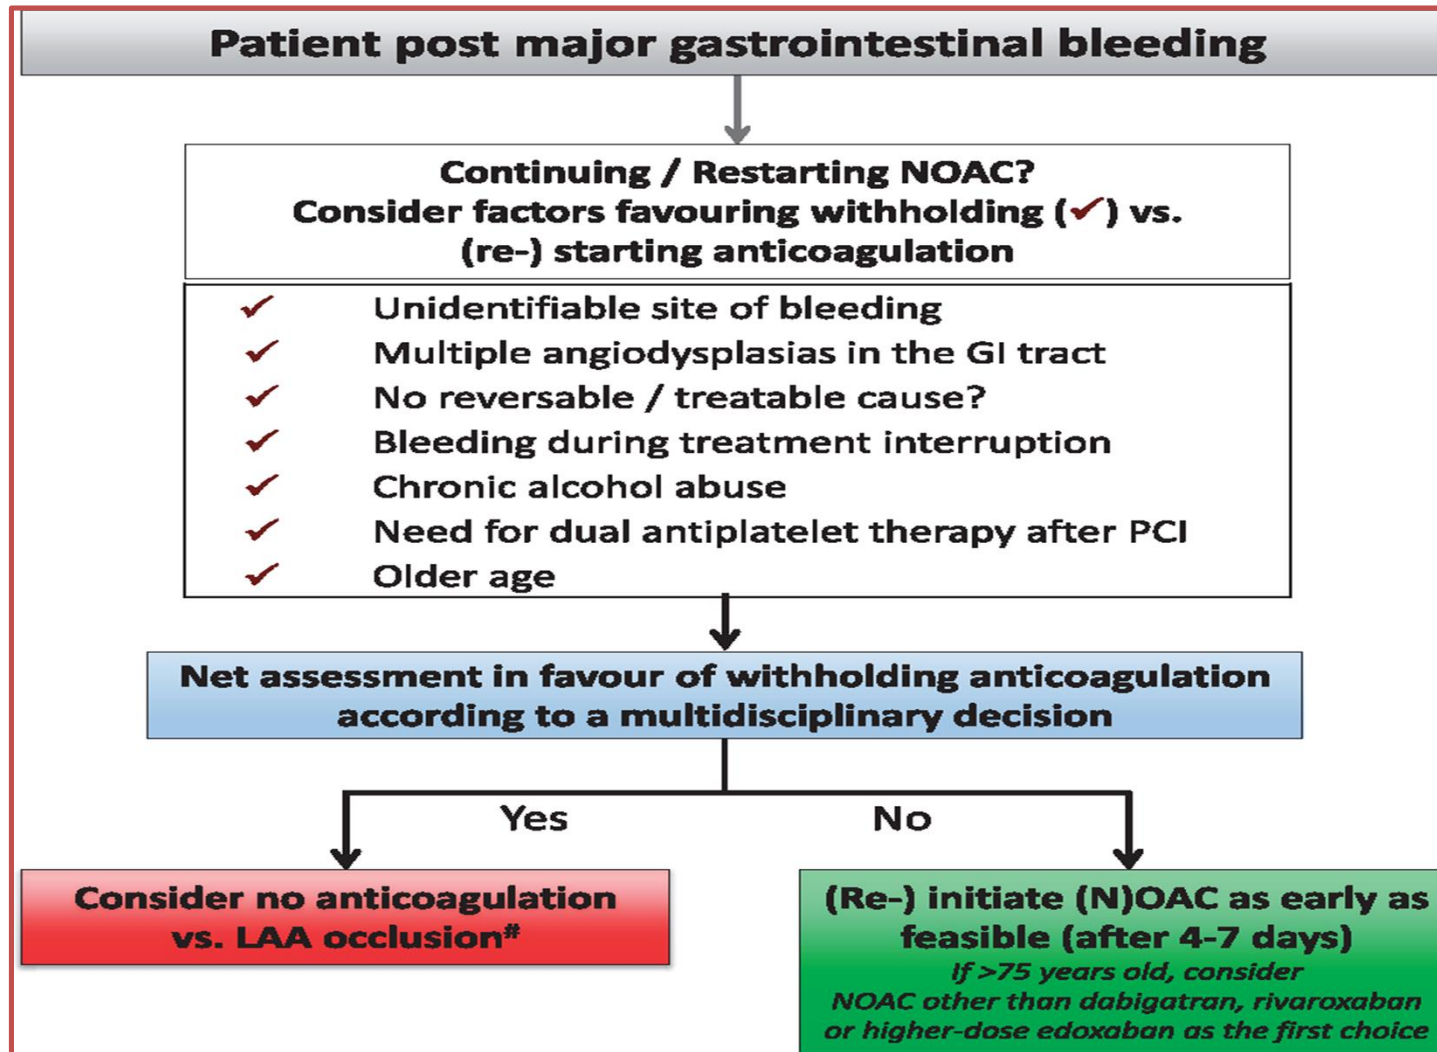 Patient post major gastrointestinal bleeding
Continuing / Restarting NOAC?
Consider factors favouring withholding (✓) vs.
(re-) starting anticoagulation
✓ Unidentifiable site of bleeding
✓ Multiple angiodysplasias in the GI tract
✓ No reversable / treatable cause?
✓ Bleeding during treatment interruption
✓ Chronic alcohol abuse
✓ Need for dual antiplatelet therapy after PCI
✓ Older age
Net assessment in favour of withholding anticoagulation
according to a multidisciplinary decision
Yes
No
Consider no anticoagulation
vs. LAA occlusion#
(Re-) initiate (N)OAC as early as
feasible (after 4-7 days)
If >75 years old, consider
NOAC other than dabigatran, rivaroxaban
or higher-dose edoxaban as the first choice